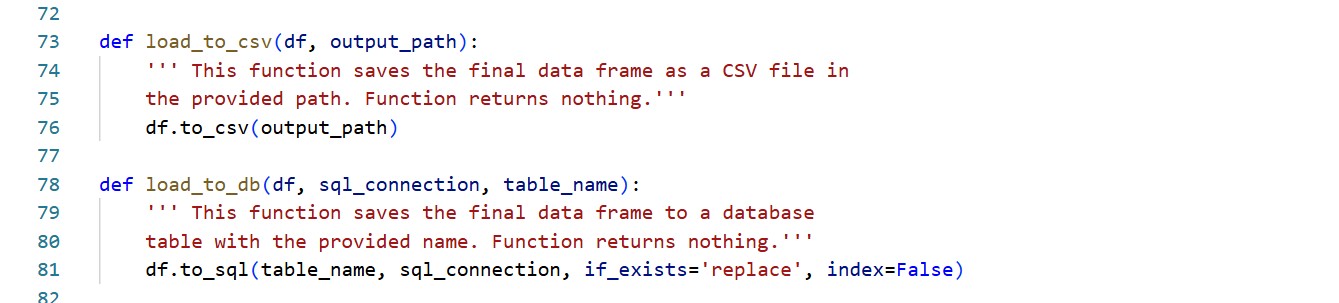 72
73 def load_to_csv(df, output_path):
74 ''' This function saves the final data frame as a CSV file in
75 the provided path. Function returns nothing.'''
76 df.to_csv(output_path)
77
78 def load_to_db(df, sql_connection, table_name):
79 ''' This function saves the final data frame to a database
80 table with the provided name. Function returns nothing.'''
81 df.to_sql(table_name, sql_connection, if_exists='replace', index=False)
82